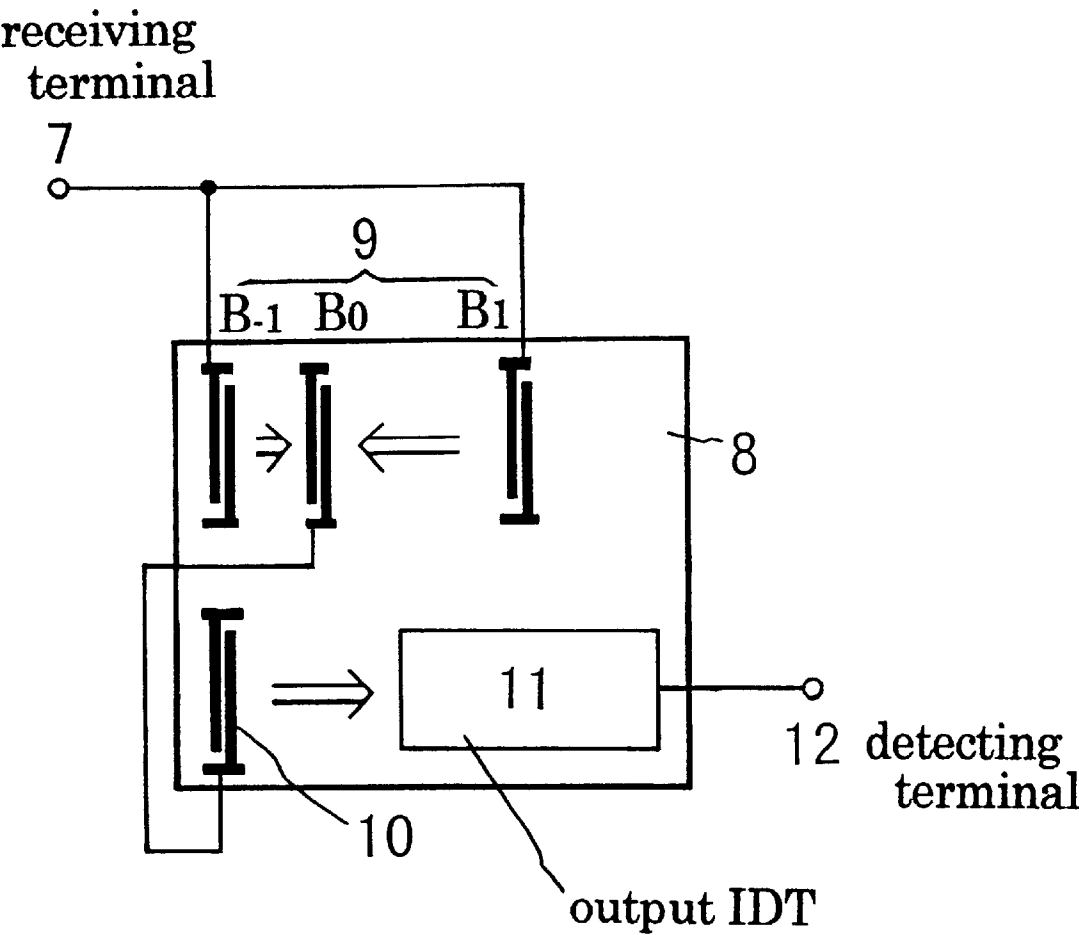 receiving
terminal
7
9
B-1 B0 B1
8
11
12 detecting
terminal
10
output IDT